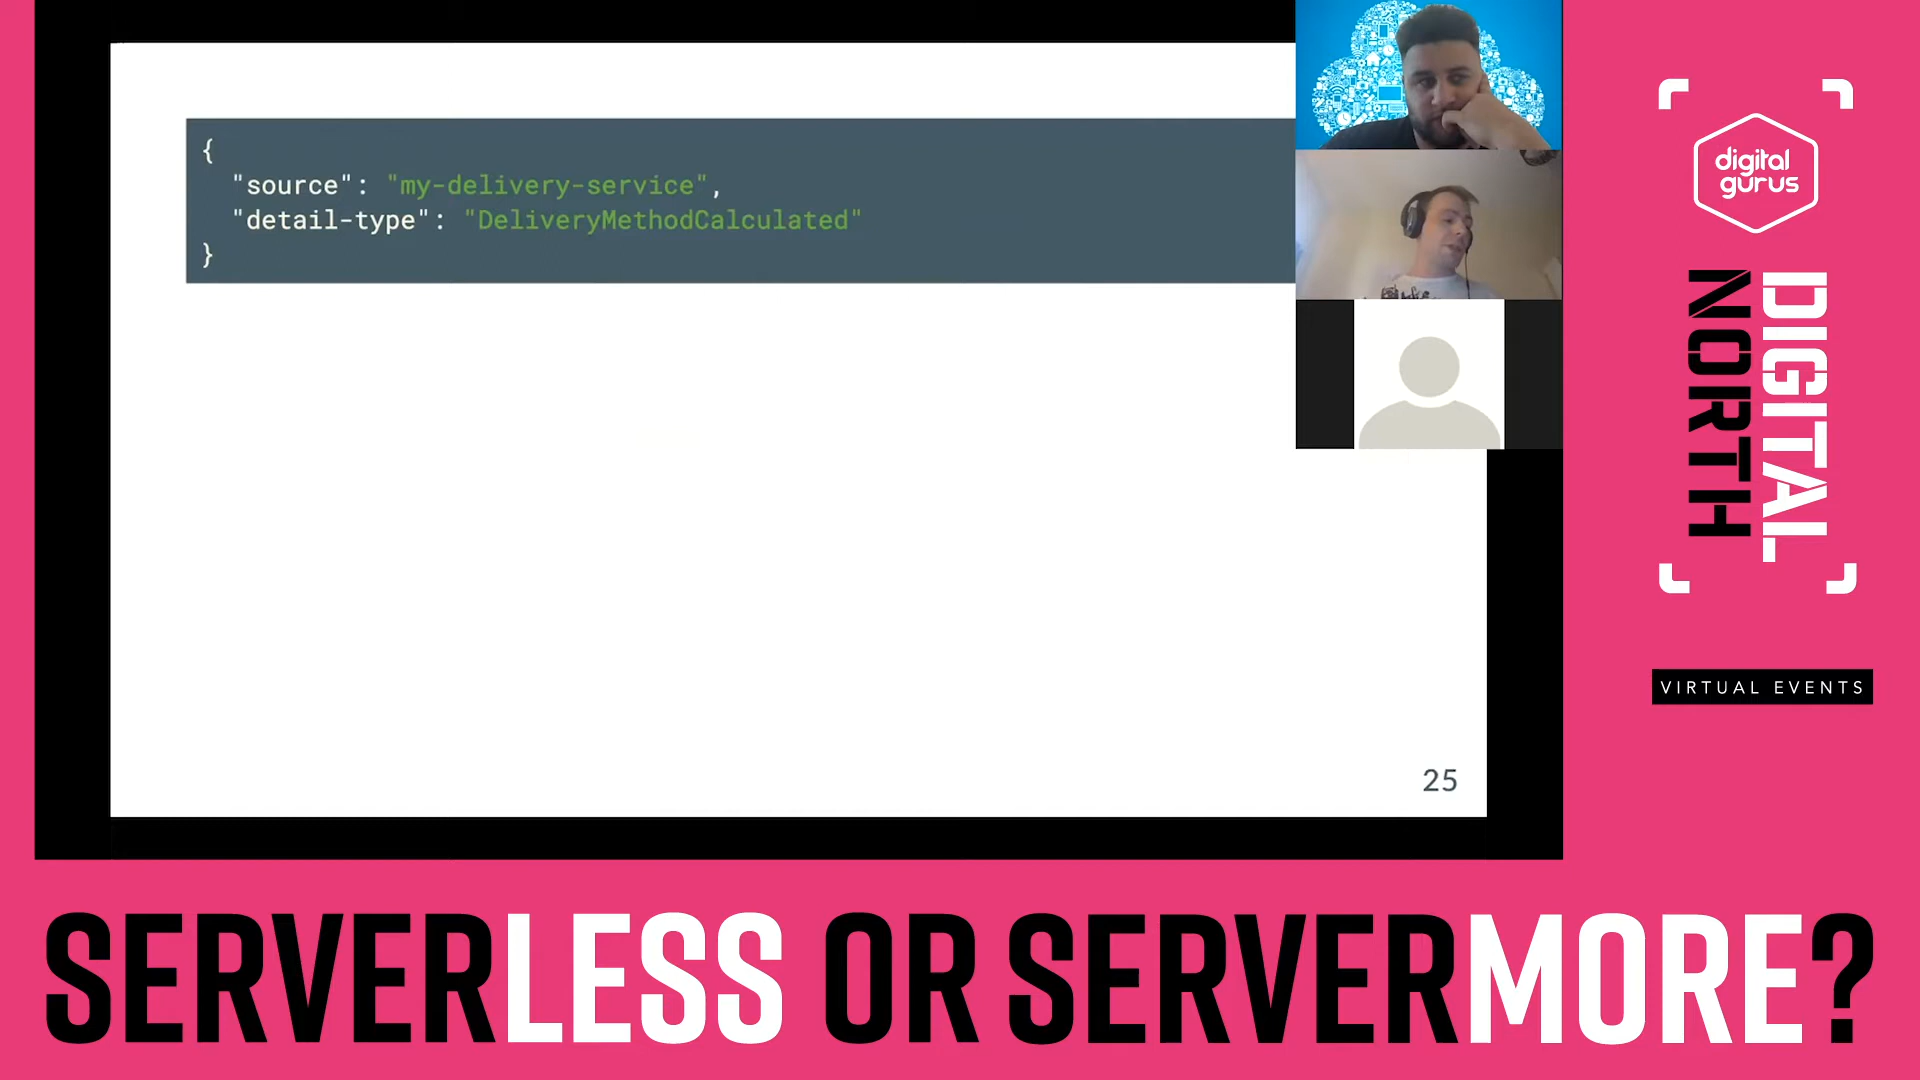 {
"source": "my-delivery-service",
"detail-type": "DeliveryMethodCalculated"
}
25
digital
gurus
DIGITAL
NORTH
VIRTUAL EVENTS
SERVERLESS OR SERVERMORE?